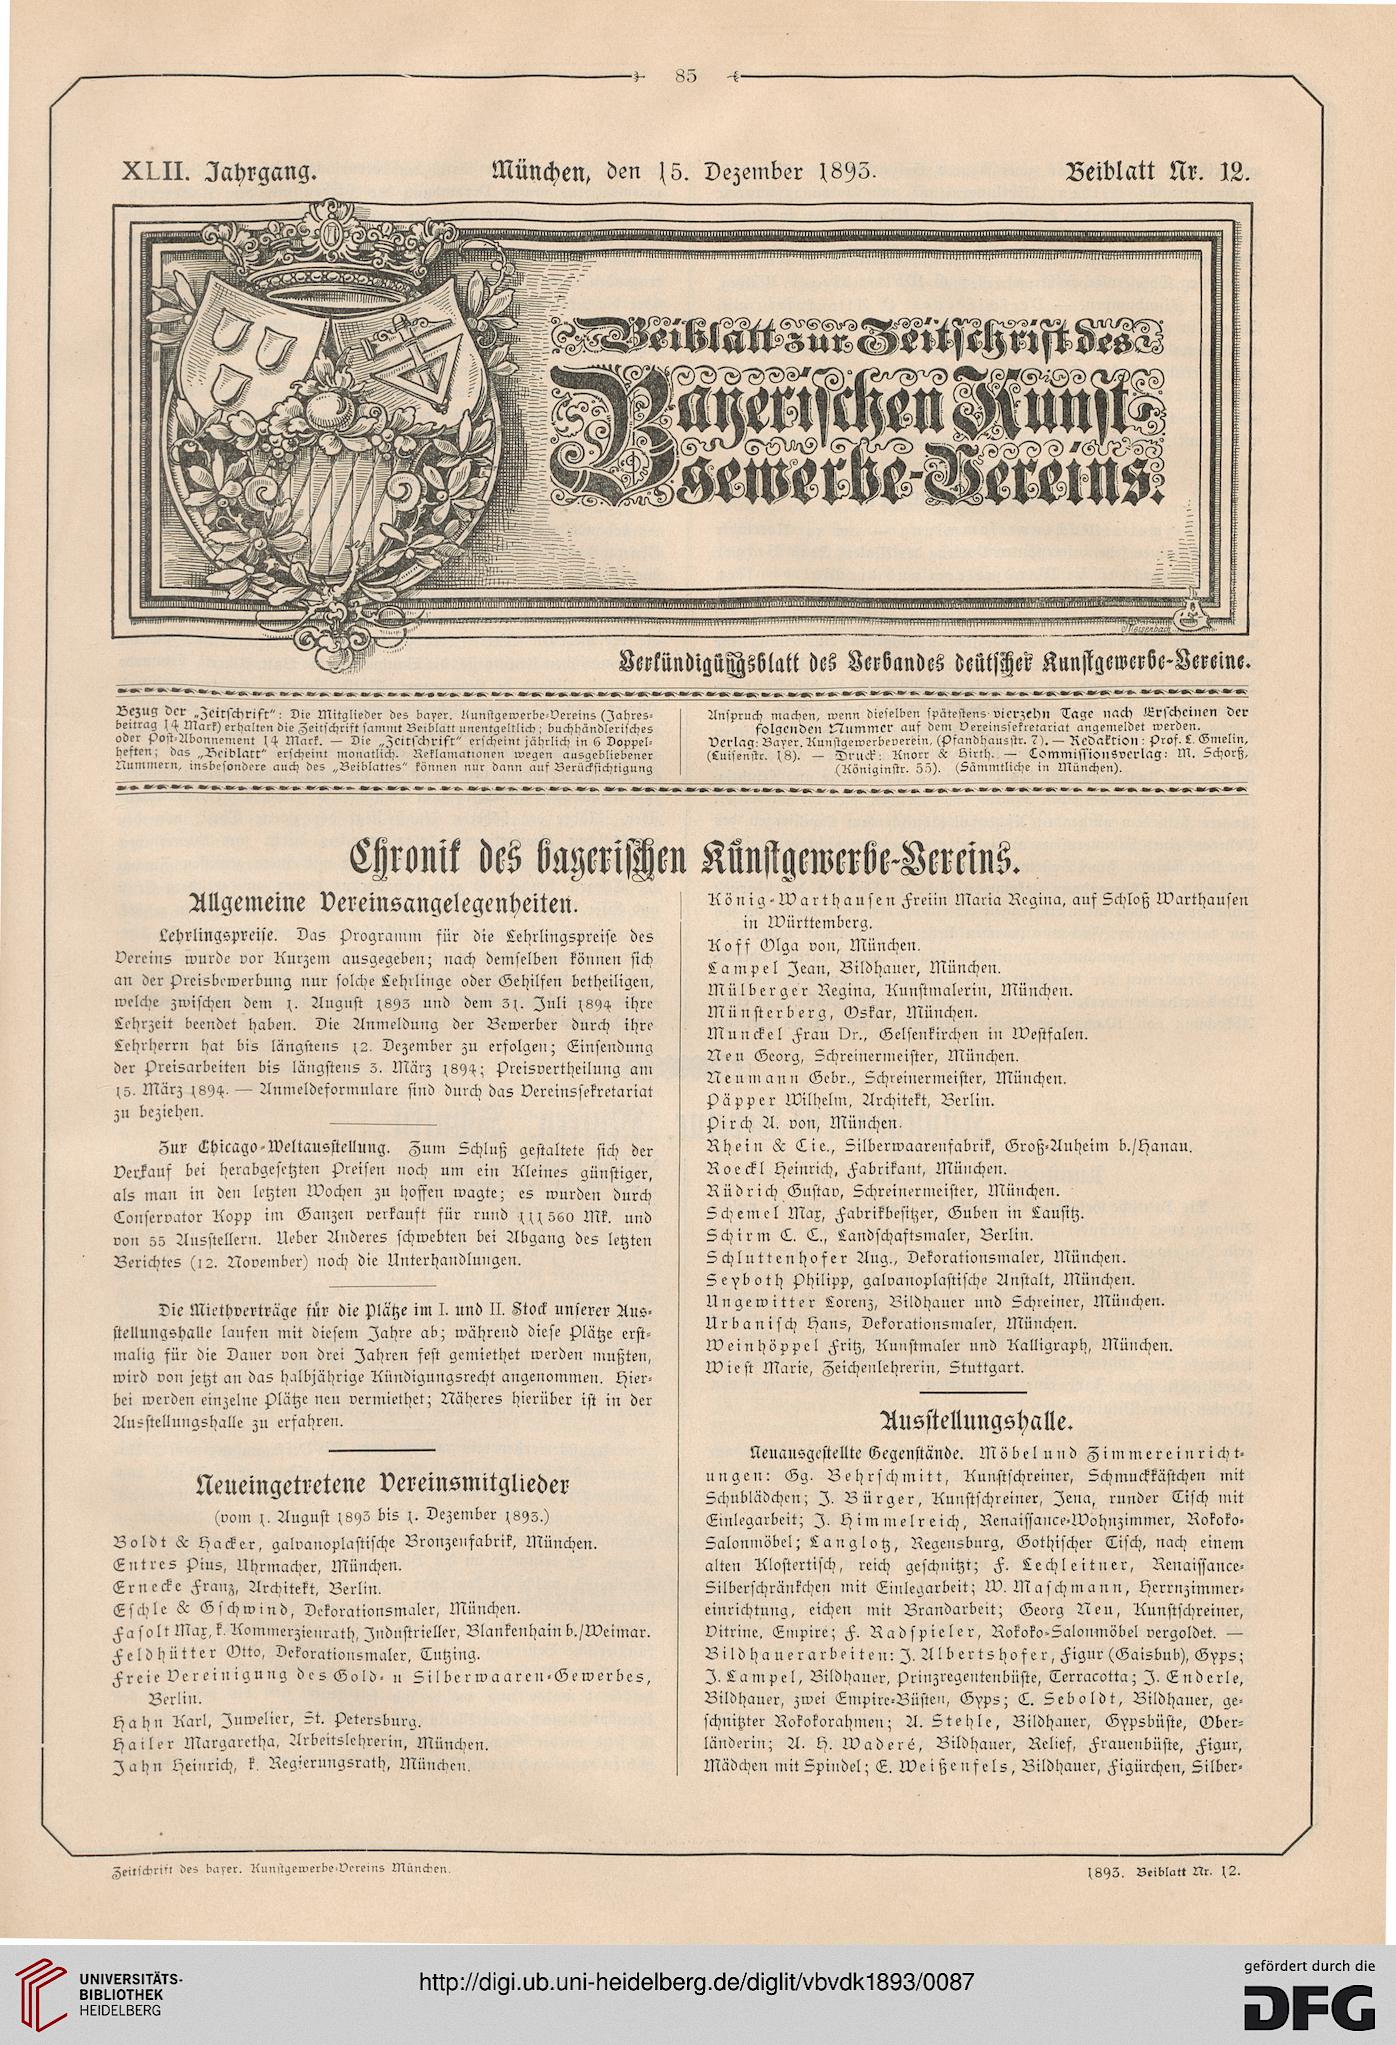 85
XLII. Jahrgang. München, den 15. Dezember 1893. Beiblatt Nr. 12.
Beiblatt zur Zeitschrift des
Bayerischen Kunst
gewerbe-Vereins.
Meisenbach
Verkündigungsblatt des Verbandes deutscher Kunstgewerbe-Vereine.
Bezug der „Zeitschrift“: Die Mitglieder des bayer. Kunstgewerbe-Vereins (Jahres-
beitrag 14 Mark) erhalten die Zeitschrift sammt Beiblatt unentgeltlich; buchhändlerisches
oder Post-Abonnement 14 Mark. — Die „Zeitschrift“ erscheint jährlich in 6 Doppel-
heften; das „Beiblatt“ erscheint monatlich. Reklamationen wegen ausgebliebener
Nummern, insbesondere auch des „Beiblattes“ können nur dann auf Berücksichtigung
Anspruch machen, wenn dieselben spätestens vierzehn Tage nach Erscheinen der
folgenden Nummer auf dem Vereinssekretariat angemeldet werden.
Verlag: Bayer. Kunstgewerbeverein, (Pfandhausstr. 7). — Redaktion: Prof. L. Gmelin,
(Luisenstr. 18). — Druck: Knorr & Hirth. — Commissionsverlag: M. Schorß,
(Königinstr. 55). (Sämmtliche in München).
Chronik des bayerischen Kunstgewerbe-Vereins.
Allgemeine Vereinsangelegenheiten.
Lehrlingspreise. Das Programm für die Lehrlingspreise des
Vereins wurde vor Kurzem ausgegeben; nach demselben können sich
an der Preisbewerbung nur solche Lehrlinge oder Gehilfen betheiligen,
welche zwischen dem 1. August 1893 und dem 31. Juli 1894 ihre
Lehrzeit beendet haben. Die Anmeldung der Bewerber durch ihre
Lehrherrn hat bis längstens 12. Dezember zu erfolgen; Einsendung
der Preisarbeiten bis längstens 3. März 1894; Preisvertheilung am
15. März 1894. — Anmeldeformulare sind durch das Vereinssekretariat
zu beziehen.
Zur Chicago-Weltausstellung. Zum Schluß gestaltete sich der
Verkauf bei herabgesetzten Preisen noch um ein Kleines günstiger,
als man in den letzten Wochen zu hoffen wagte; es wurden durch
Conservator Kopp im Ganzen verkauft für rund 111560 Mk. und
von 55 Ausstellern. Ueber Anderes schwebten bei Abgang des letzten
Berichtes (12. November) noch die Unterhandlungen.
Die Miethverträge für die Plätze im I. und II. Stock unserer Aus-
stellungshalle laufen mit diesem Jahre ab; während diese Plätze erst-
malig für die Dauer von drei Jahren fest gemiethet werden mußten,
wird von jetzt an das halbjährige Kündigungsrecht angenommen. Hier-
bei werden einzelne Plätze neu vermiethet; Näheres hierüber ist in der
Ausstellungshalle zu erfahren.
Neueingetretene Vereinsmitglieder
(vom 1. August 1893 bis 1. Dezember 1893.)
Boldt & Hacker, galvanoplastische Bronzenfabrik, München.
Entres Pius, Uhrmacher, München.
Ernecke Franz, Architekt, Berlin.
Eschle & Gschwind, Dekorationsmaler, München.
Fasolt Max, k. Kommerzienrath, Industrieller, Blankenhain b./Weimar.
Feldhütter Otto, Dekorationsmaler, Tutzing.
Freie Vereinigung des Gold- u Silberwaaren-Gewerbes,
Berlin.
Hahn Karl, Juwelier, St. Petersburg.
Hailer Margaretha, Arbeitslehrerin, München.
Jahn Heinrich, k. Regierungsrath, München.
König-Warthausen Freiin Maria Regina, auf Schloß Warthausen
in Württemberg.
Koff Olga von, München.
Lampel Jean, Bildhauer, München.
Mülberger Regina, Kunstmalerin, München.
Münsterberg, Oskar, München.
Munckel Frau Dr., Gelsenkirchen in Westfalen.
Neu Georg, Schreinermeister, München.
Neumann Gebr., Schreinermeister, München.
Päpper Wilhelm, Architekt, Berlin.
Pirch A. von, München.
Rhein & Cie., Silberwaarenfabrik, Groß-Auheim b./Hanau.
Roeckl Heinrich, Fabrikant, München.
Rüdrich Gustav, Schreinermeister, München.
Schemel Max, Fabrikbesitzer, Guben in Lausitz.
Schirm C. C., Landschaftsmaler, Berlin.
Schluttenhofer Aug., Dekorationsmaler, München.
Seyboth Philipp, galvanoplastische Anstalt, München.
Ungewitter Lorenz, Bildhauer und Schreiner, München.
Urbanisch Hans, Dekorationsmaler, München.
Weinhöppel Fritz, Kunstmaler und Kalligraph, München.
Wiest Marie, Zeichenlehrerin, Stuttgart.
Ausstellungshalle.
Neuausgestellte Gegenstände. Möbel und Zimmereinricht-
ungen: Gg. Behrschmitt, Kunstschreiner, Schmuckkästchen mit
Schublädchen; J. Bürger, Kunstschreiner, Jena, runder Tisch mit
Einlegarbeit; J. Himmelreich, Renaissance-Wohnzimmer, Rokoko-
Salonmöbel; Langlotz, Regensburg, Gothischer Tisch, nach einem
alten Klostertisch, reich geschnitzt; F. Lechleitner, Renaissance-
Silberschränkchen mit Einlegarbeit; W. Maschmann, Herrnzimmer-
einrichtung, eichen mit Brandarbeit; Georg Neu, Kunstschreiner,
Vitrine, Empire; F. Radspieler, Rokoko-Salonmöbel vergoldet. —
Bildhauerarbeiten: J. Albertshofer, Figur (Gaisbub), Gyps;
J. Lampel, Bildhauer, Prinzregentenbüste, Terracotta; J. Enderle,
Bildhauer, zwei Empire-Büsten, Gyps; C. Seboldt, Bildhauer, ge-
schnitzter Rokokorahmen; A. Stehle, Bildhauer, Gypsbüste, Ober-
länderin; A. H. Waderé, Bildhauer, Relief, Frauenbüste, Figur,
Mädchen mit Spindel; E. Weißenfels, Bildhauer, Figürchen, Silber-
Zeitschrift des bayer. Kunstgewerbe-Vereins München.
1893. Beiblatt Nr. 12.
UNIVERSITÄTS-
BIBLIOTHEK
HEIDELBERG
http://digi.ub.uni-heidelberg.de/diglit/vbvdk1893/0087
gefördert durch die
DFG